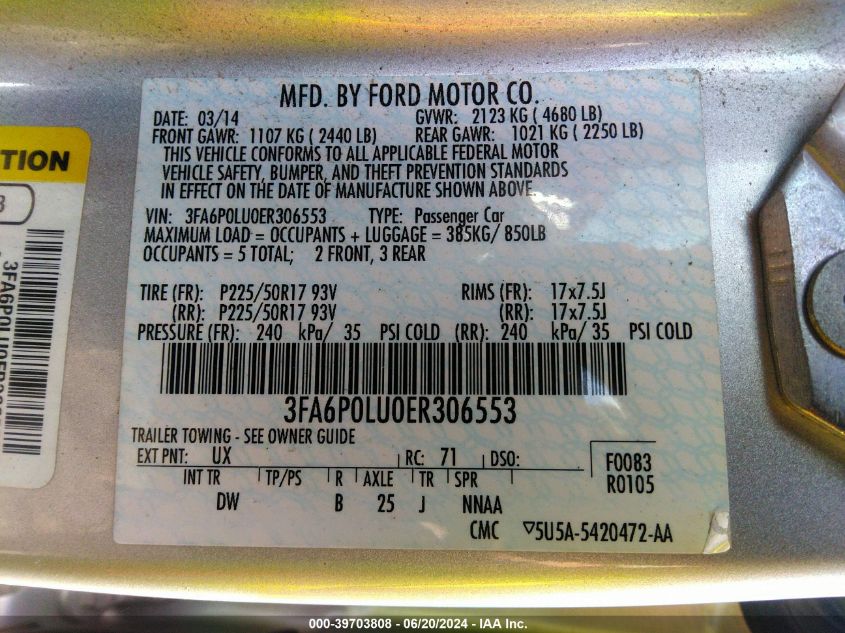 MFD. BY FORD MOTOR CO.
DATE: 03/14 GVWR: 2123 KG ( 4680 LB)
FRONT GAWR: 1107 KG ( 2440 LB) REAR GAWR: 1021 KG ( 2250 LB)
THIS VEHICLE CONFORMS TO ALL APPLICABLE FEDERAL MOTOR
VEHICLE SAFETY, BUMPER, AND THEFT PREVENTION STANDARDS
IN EFFECT ON THE DATE OF MANUFACTURE SHOWN ABOVE.
VIN: 3FA6P0LU0ER306553 TYPE: Passenger Car
MAXIMUM LOAD = OCCUPANTS + LUGGAGE = 385KG/ 850LB
OCCUPANTS = 5 TOTAL; 2 FRONT, 3 REAR
TIRE (FR): P225/50R17 93V RIMS (FR): 17x7.5J
(RR): P225/50R17 93V (RR): 17x7.5J
PRESSURE (FR): 240 kPa/ 35 PSI COLD (RR): 240 kPa/ 35 PSI COLD
3FA6P0LU0ER306553
TRAILER TOWING - SEE OWNER GUIDE
EXT PNT: UX RC: 71 DSO: F0083
R0105
INT TR TP/PS R AXLE TR SPR
DW B 25 J NNAA
CMC ▽5U5A-5420472-AA
000-39703808 - 06/20/2024 - IAA Inc.